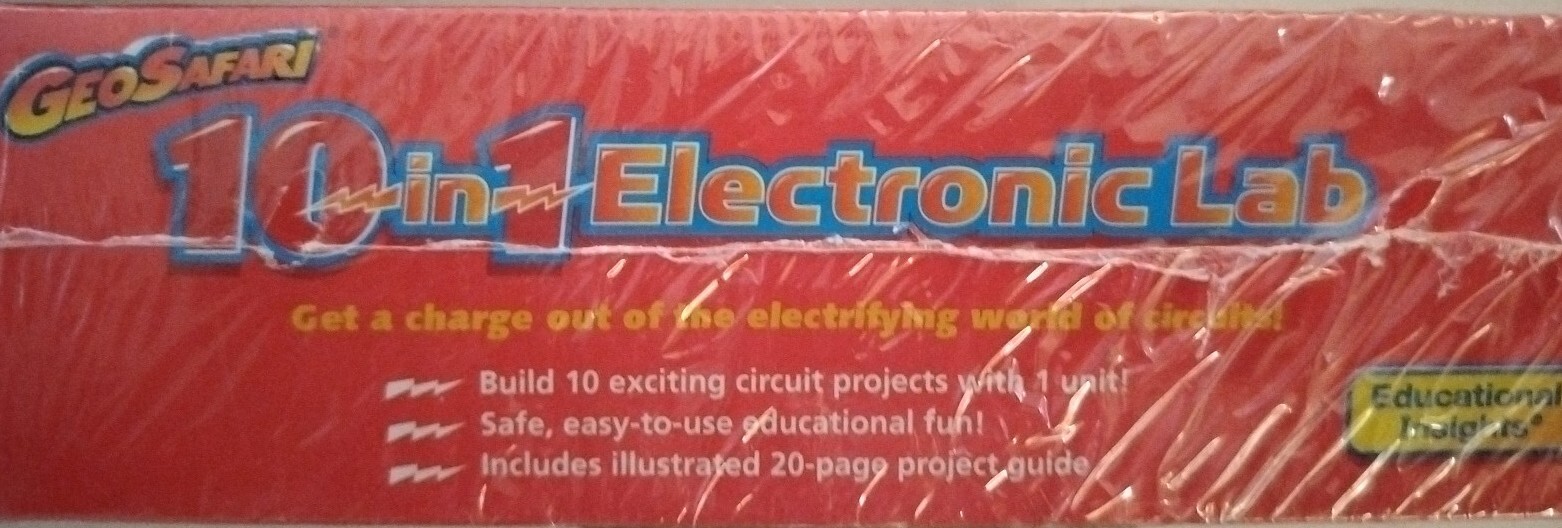 GEOSAFARI
10-in-1 Electronic Lab
Get a charge out of the electrifying world of circuits!
Build 10 exciting circuit projects with 1 unit!
Safe, easy-to-use educational fun!
Includes illustrated 20-page project guide
Educational
Insights®